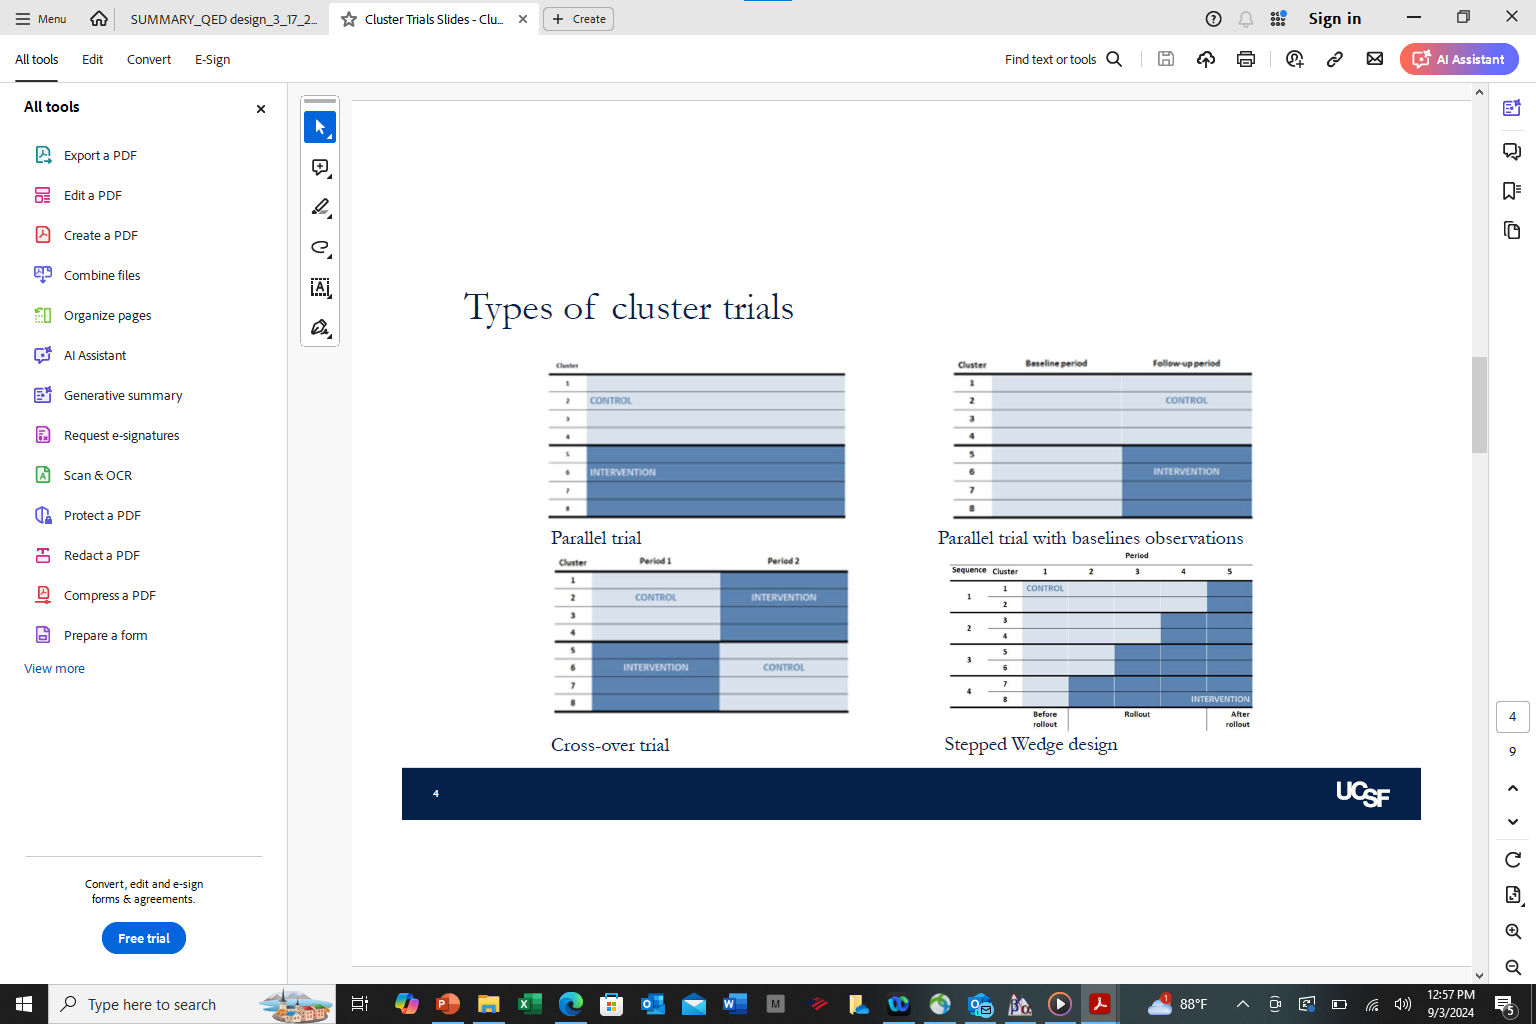 Menu
SUMMARY_QED design_3_17_2...
Cluster Trials Slides - Clu...
Create
Sign in
All tools
Edit
Convert
E-Sign
Find text or tools
AI Assistant
All tools
Export a PDF
Edit a PDF
Create a PDF
Combine files
Organize pages
AI Assistant
Generative summary
Request e-signatures
Scan & OCR
Protect a PDF
Redact a PDF
Compress a PDF
Prepare a form
View more
Convert, edit and e-sign
forms & agreements.
Free trial
Types of cluster trials
Cluster
1
2 CONTROL
3
4
5
6 INTERVENTION
7
8
Parallel trial
Cluster Baseline period Follow-up period
1
2 CONTROL
3
4
5
6 INTERVENTION
7
8
Parallel trial with baselines observations
Cluster Period 1 Period 2
1
2 CONTROL INTERVENTION
3
4
5
6 INTERVENTION CONTROL
7
8
Cross-over trial
Period
Sequence Cluster 1 2 3 4 5
1 1 CONTROL
2
2 3
4
3 5
6
4 7
8 INTERVENTION
Before rollout Rollout After rollout
Stepped Wedge design
4
UCSF
4
9
Type here to search
88°F
12:57 PM
9/3/2024
5